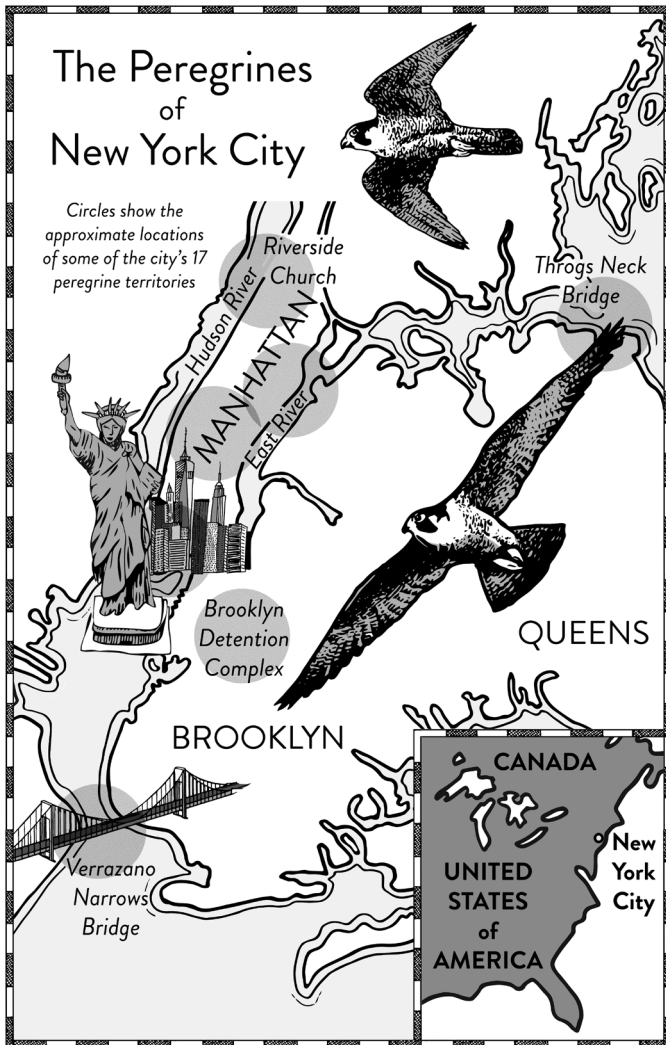 The Peregrines
of
New York City
Circles show the
approximate locations
of some of the city's 17
peregrine territories
Riverside
Church
Hudson River
MANHATTAN
East River
Throgs Neck
Bridge
Brooklyn
Detention
Complex
QUEENS
BROOKLYN
Verrazano
Narrows
Bridge
CANADA
New
York
City
UNITED
STATES
of
AMERICA